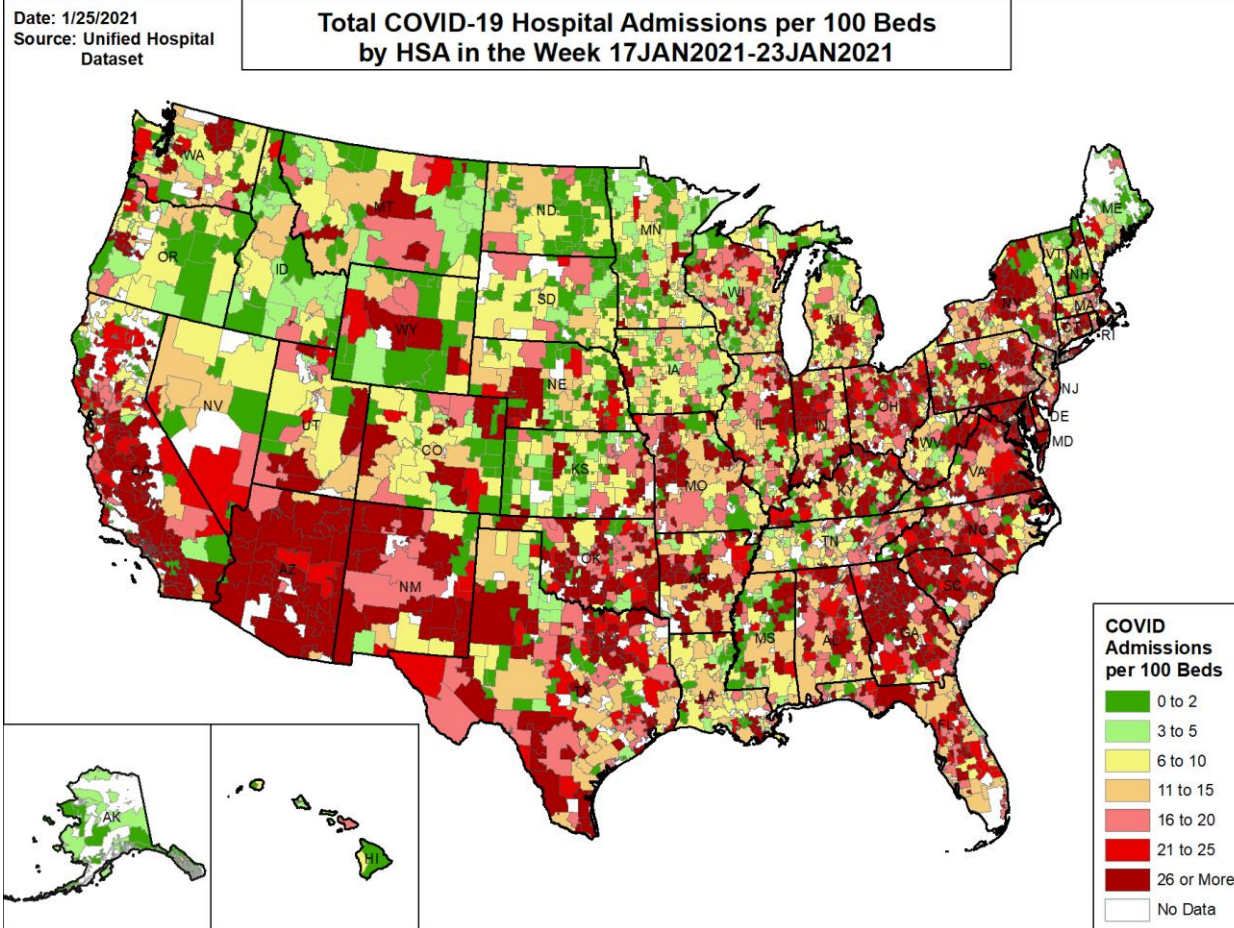 Date: 1/25/2021
Source: Unified Hospital
Dataset
Total COVID-19 Hospital Admissions per 100 Beds
by HSA in the Week 17JAN2021-23JAN2021
WA
MT
ND
MN
ME
OR
ID
SD
WI
VT
NH
NY
MA
WY
MI
CT
RI
IA
PA
NE
NJ
NV
UT
OH
IL
IN
DE
CO
WV
MD
CA
KS
MO
VA
KY
NC
TN
OK
AZ
NM
AR
SC
MS
AL
GA
TX
LA
FL
AK
HI
COVID
Admissions
per 100 Beds
0 to 2
3 to 5
6 to 10
11 to 15
16 to 20
21 to 25
26 or More
No Data